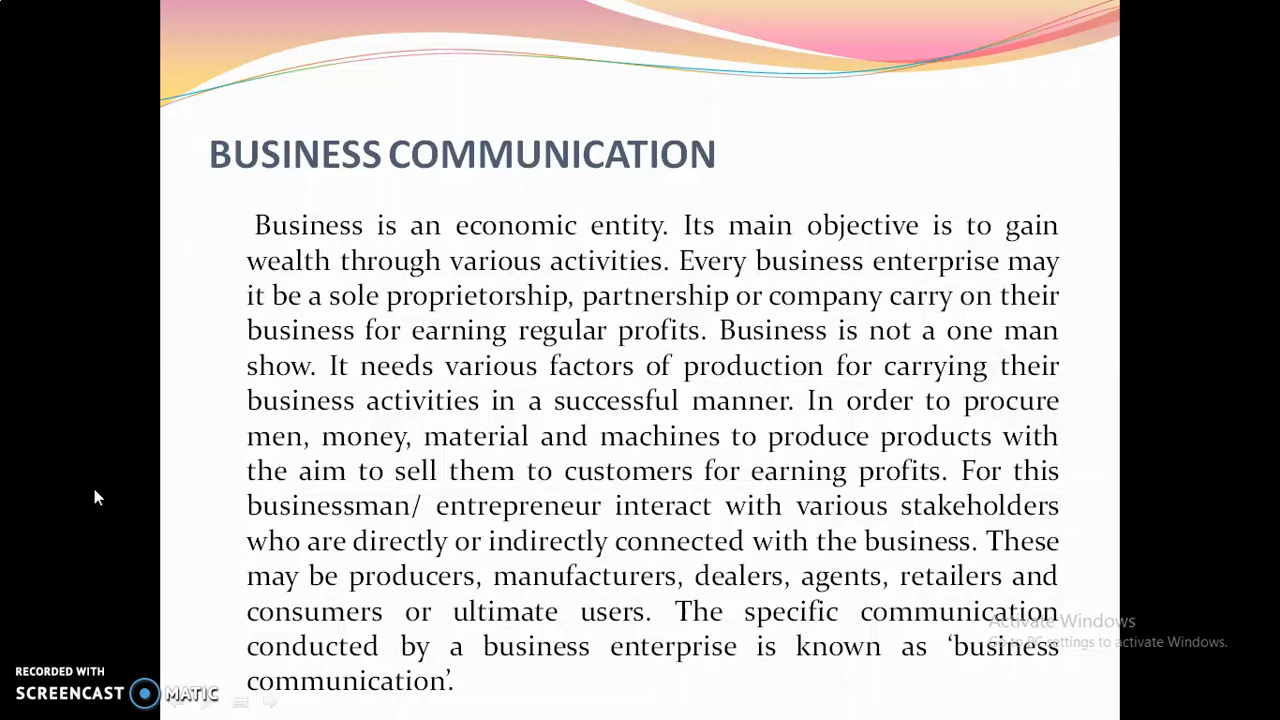 BUSINESS COMMUNICATION
Business is an economic entity. Its main objective is to gain
wealth through various activities. Every business enterprise may
it be a sole proprietorship, partnership or company carry on their
business for earning regular profits. Business is not a one man
show. It needs various factors of production for carrying their
business activities in a successful manner. In order to procure
men, money, material and machines to produce products with
the aim to sell them to customers for earning profits. For this
businessman/ entrepreneur interact with various stakeholders
who are directly or indirectly connected with the business. These
may be producers, manufacturers, dealers, agents, retailers and
consumers or ultimate users. The specific communication
conducted by a business enterprise is known as ‘business
communication’.
Activate Windows
Go to PC settings to activate Windows.
RECORDED WITH
SCREENCAST MATIC